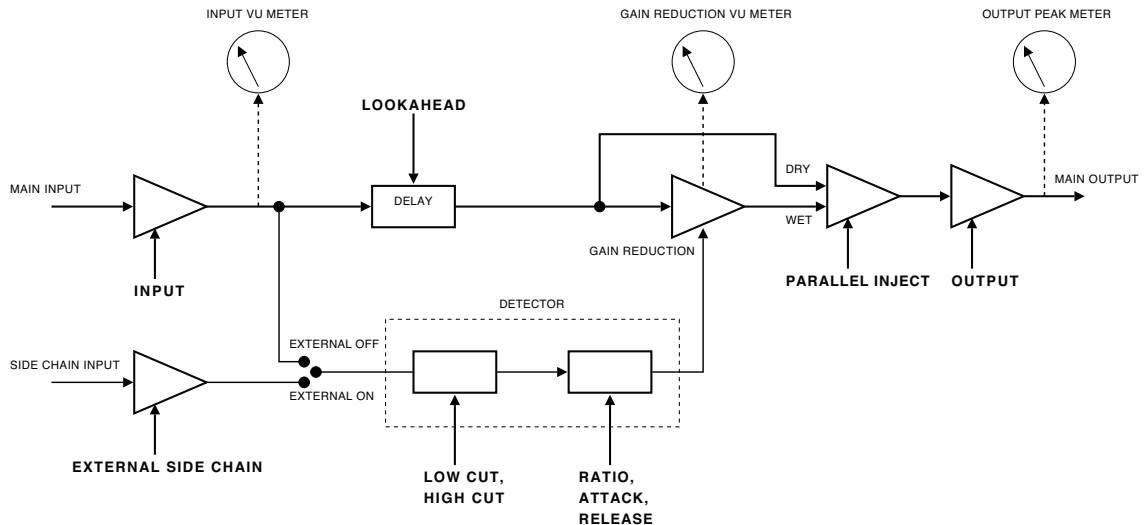 INPUT VU METER
GAIN REDUCTION VU METER
OUTPUT PEAK METER
LOOKAHEAD
MAIN INPUT
DELAY
DRY
WET
MAIN OUTPUT
GAIN REDUCTION
INPUT
PARALLEL INJECT
OUTPUT
DETECTOR
SIDE CHAIN INPUT
EXTERNAL OFF
EXTERNAL ON
EXTERNAL SIDE CHAIN
LOW CUT,
HIGH CUT
RATIO,
ATTACK,
RELEASE